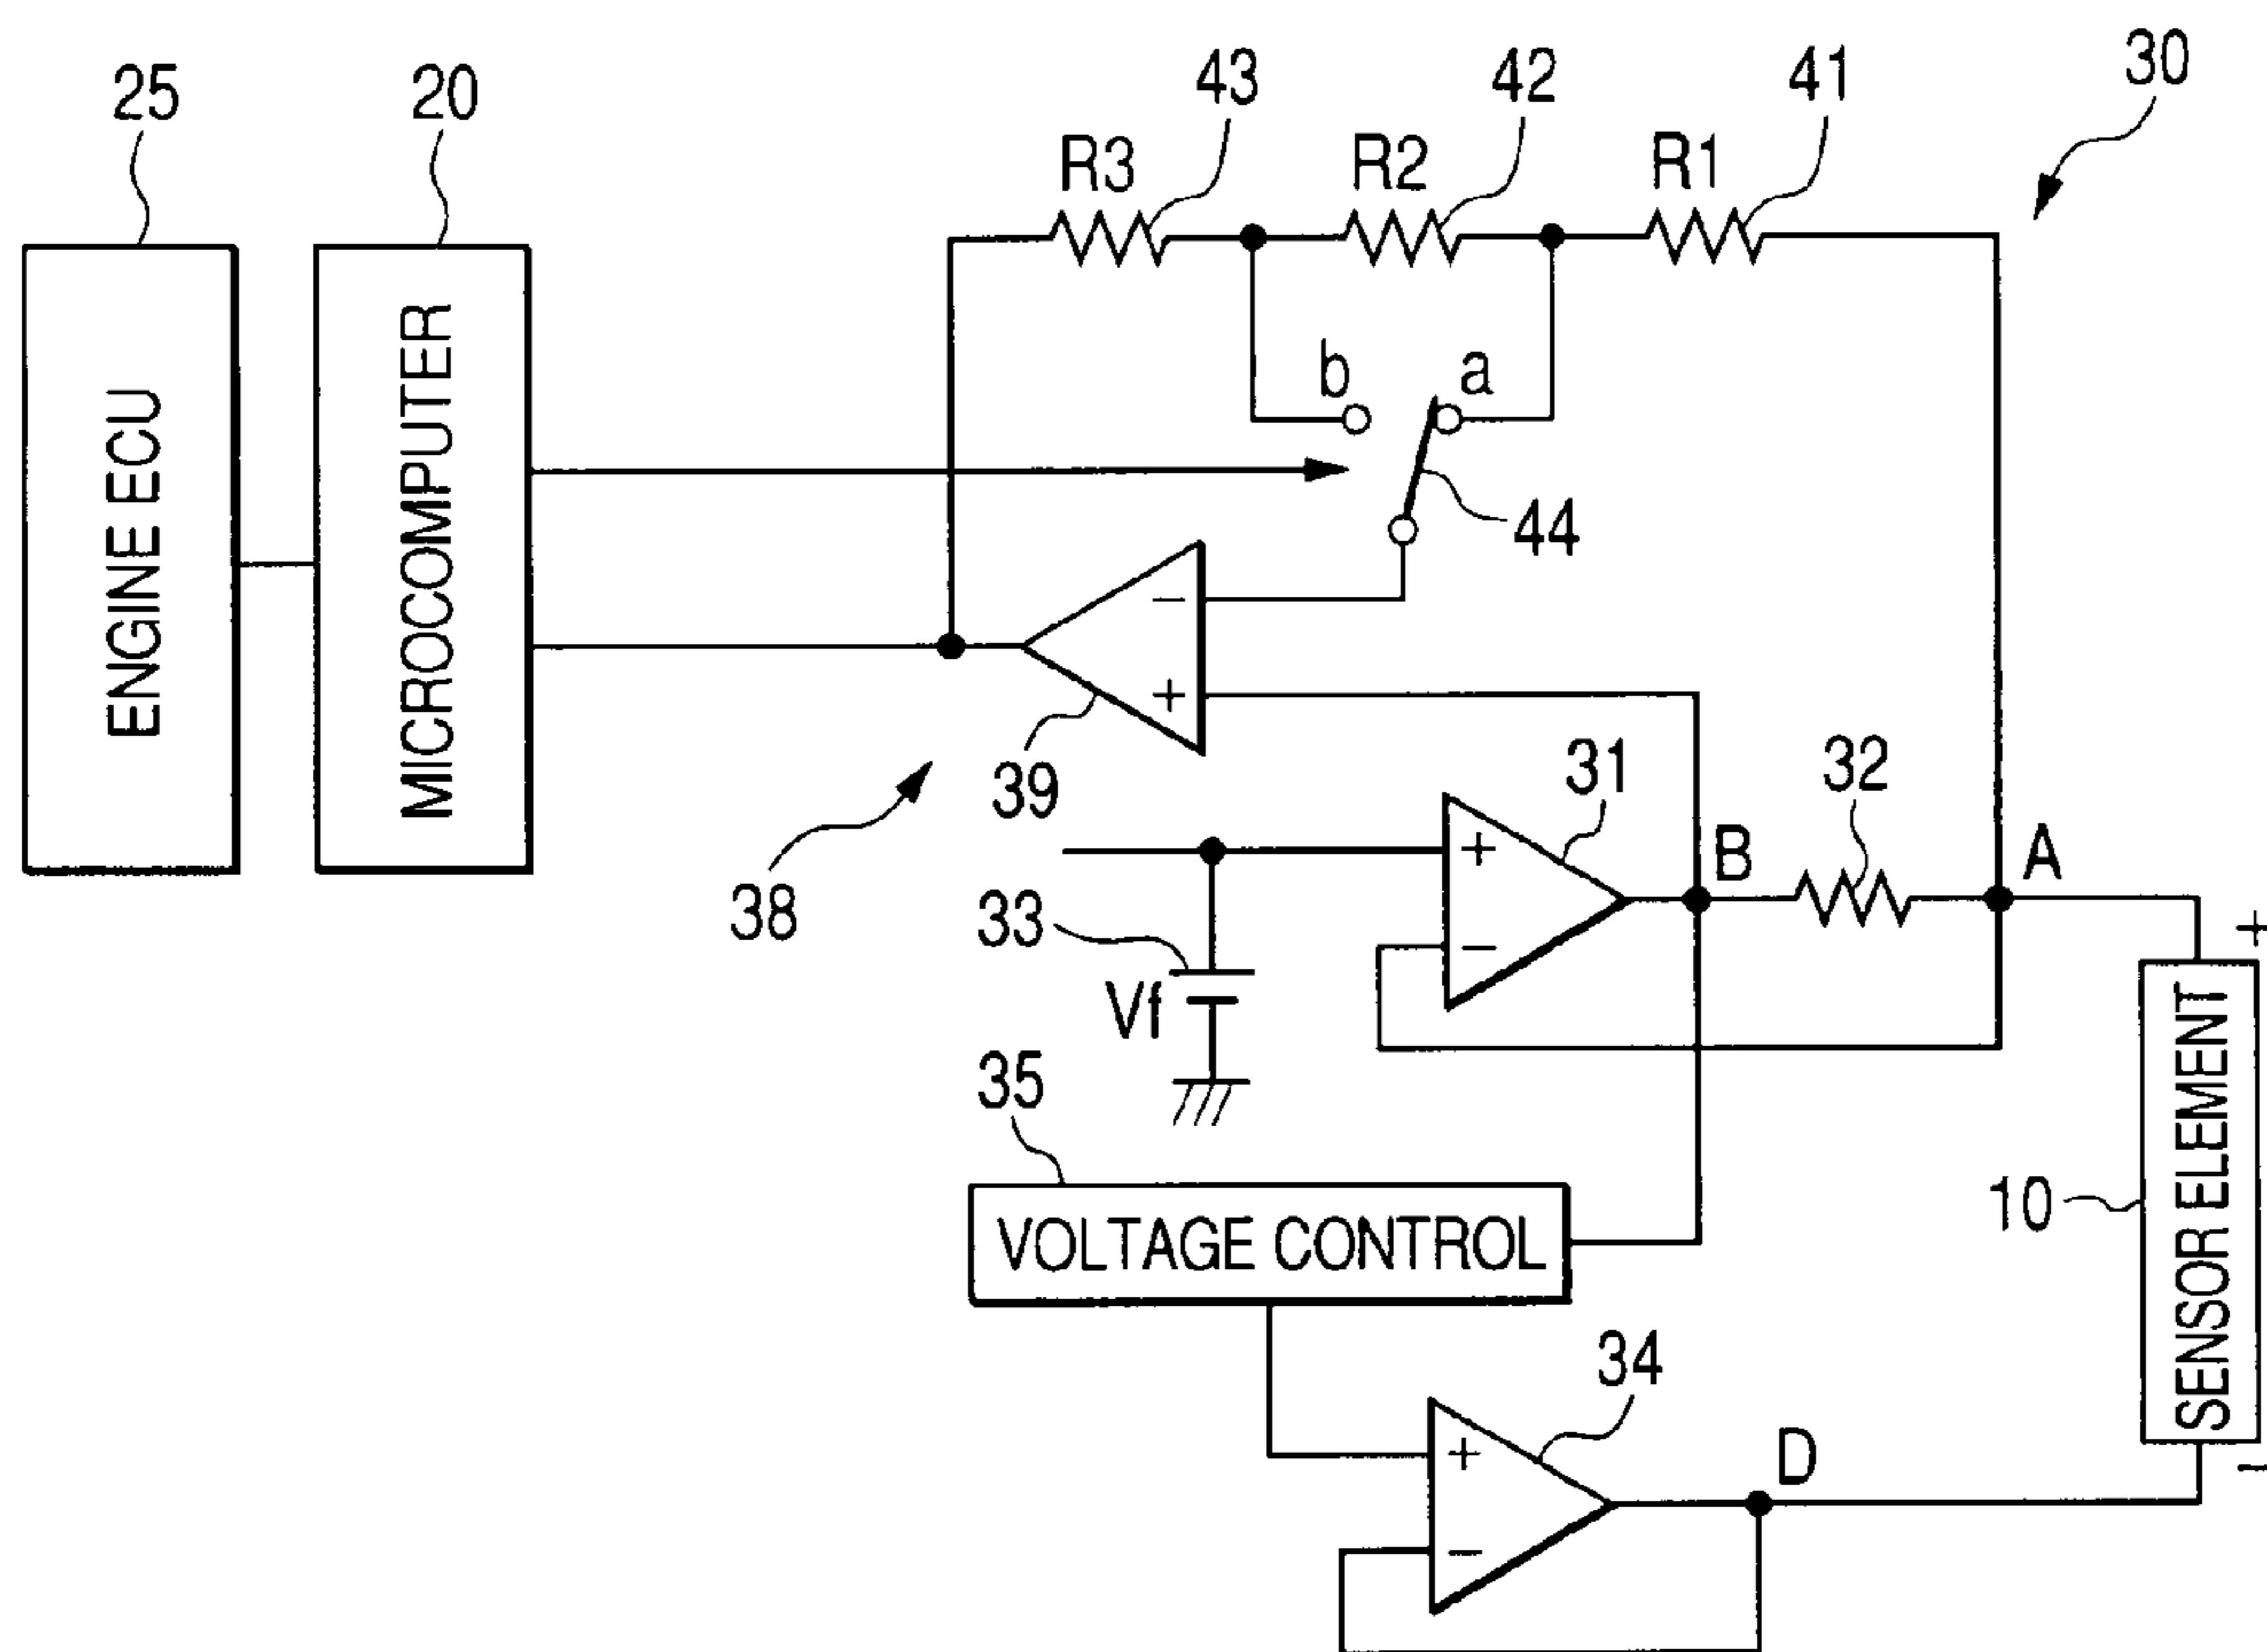 30
25
20
43
42
41
R3
R2
R1
b
a
44
ENGINE ECU
MICROCOMPUTER
−
+
39
38
31
32
B
A
+
−
33
Vf
+
35
VOLTAGE CONTROL
10
SENSOR ELEMENT
34
+
−
D
−